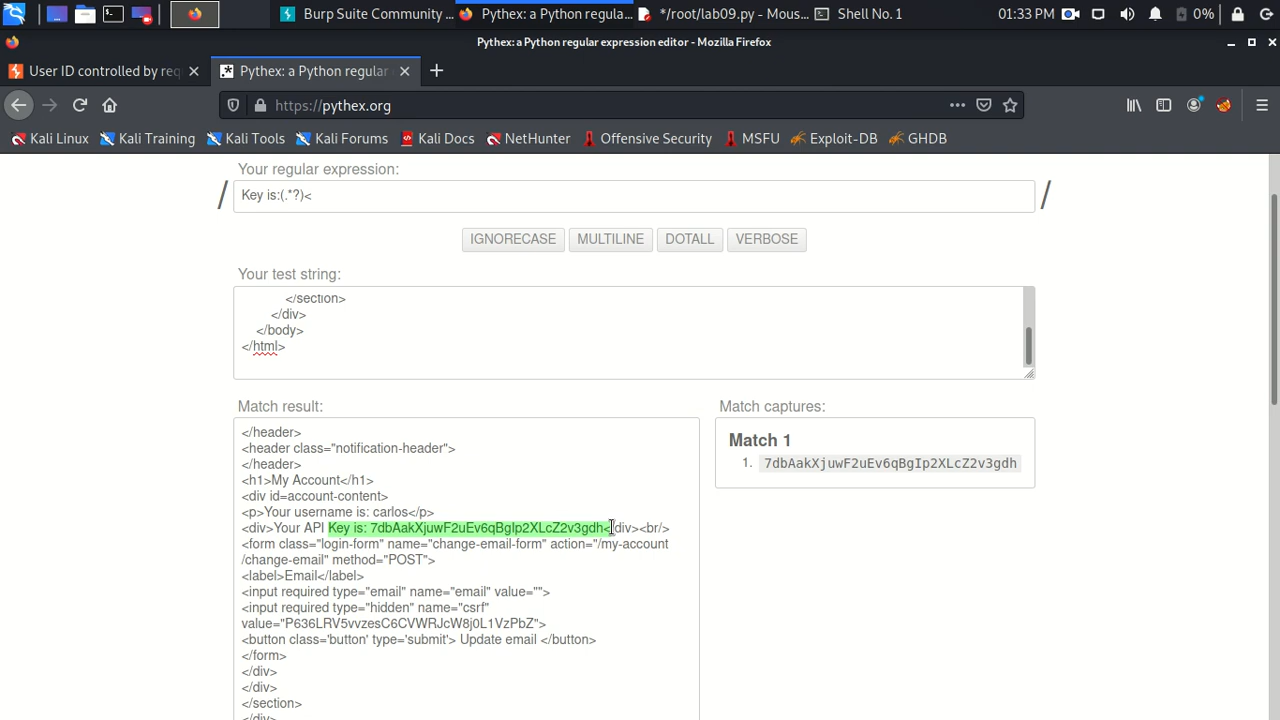 Burp Suite Community ...
Pythex: a Python regula...
*/root/lab09.py - Mous...
Shell No. 1
01:33 PM
0%
Pythex: a Python regular expression editor - Mozilla Firefox
User ID controlled by req
Pythex: a Python regular
https://pythex.org
Kali Linux
Kali Training
Kali Tools
Kali Forums
Kali Docs
NetHunter
Offensive Security
MSFU
Exploit-DB
GHDB
Your regular expression:
/ Key is:(.*?)< /
IGNORECASE MULTILINE DOTALL VERBOSE
Your test string:
</section>
</div>
</body>
</html>
Match result:
</header>
<header class="notification-header">
</header>
<h1>My Account</h1>
<div id=account-content>
<p>Your username is: carlos</p>
<div>Your API Key is: 7dbAakXjuwF2uEv6qBgIp2XLcZ2v3gdh</div><br/>
<form class="login-form" name="change-email-form" action="/my-account
/change-email" method="POST">
<label>Email</label>
<input required type="email" name="email" value="">
<input required type="hidden" name="csrf"
value="P636LRV5vvzesC6CVWRJcW8j0L1VzPbZ">
<button class='button' type='submit'> Update email </button>
</form>
</div>
</div>
</section>
</div>
Match captures:
Match 1
1. 7dbAakXjuwF2uEv6qBgIp2XLcZ2v3gdh